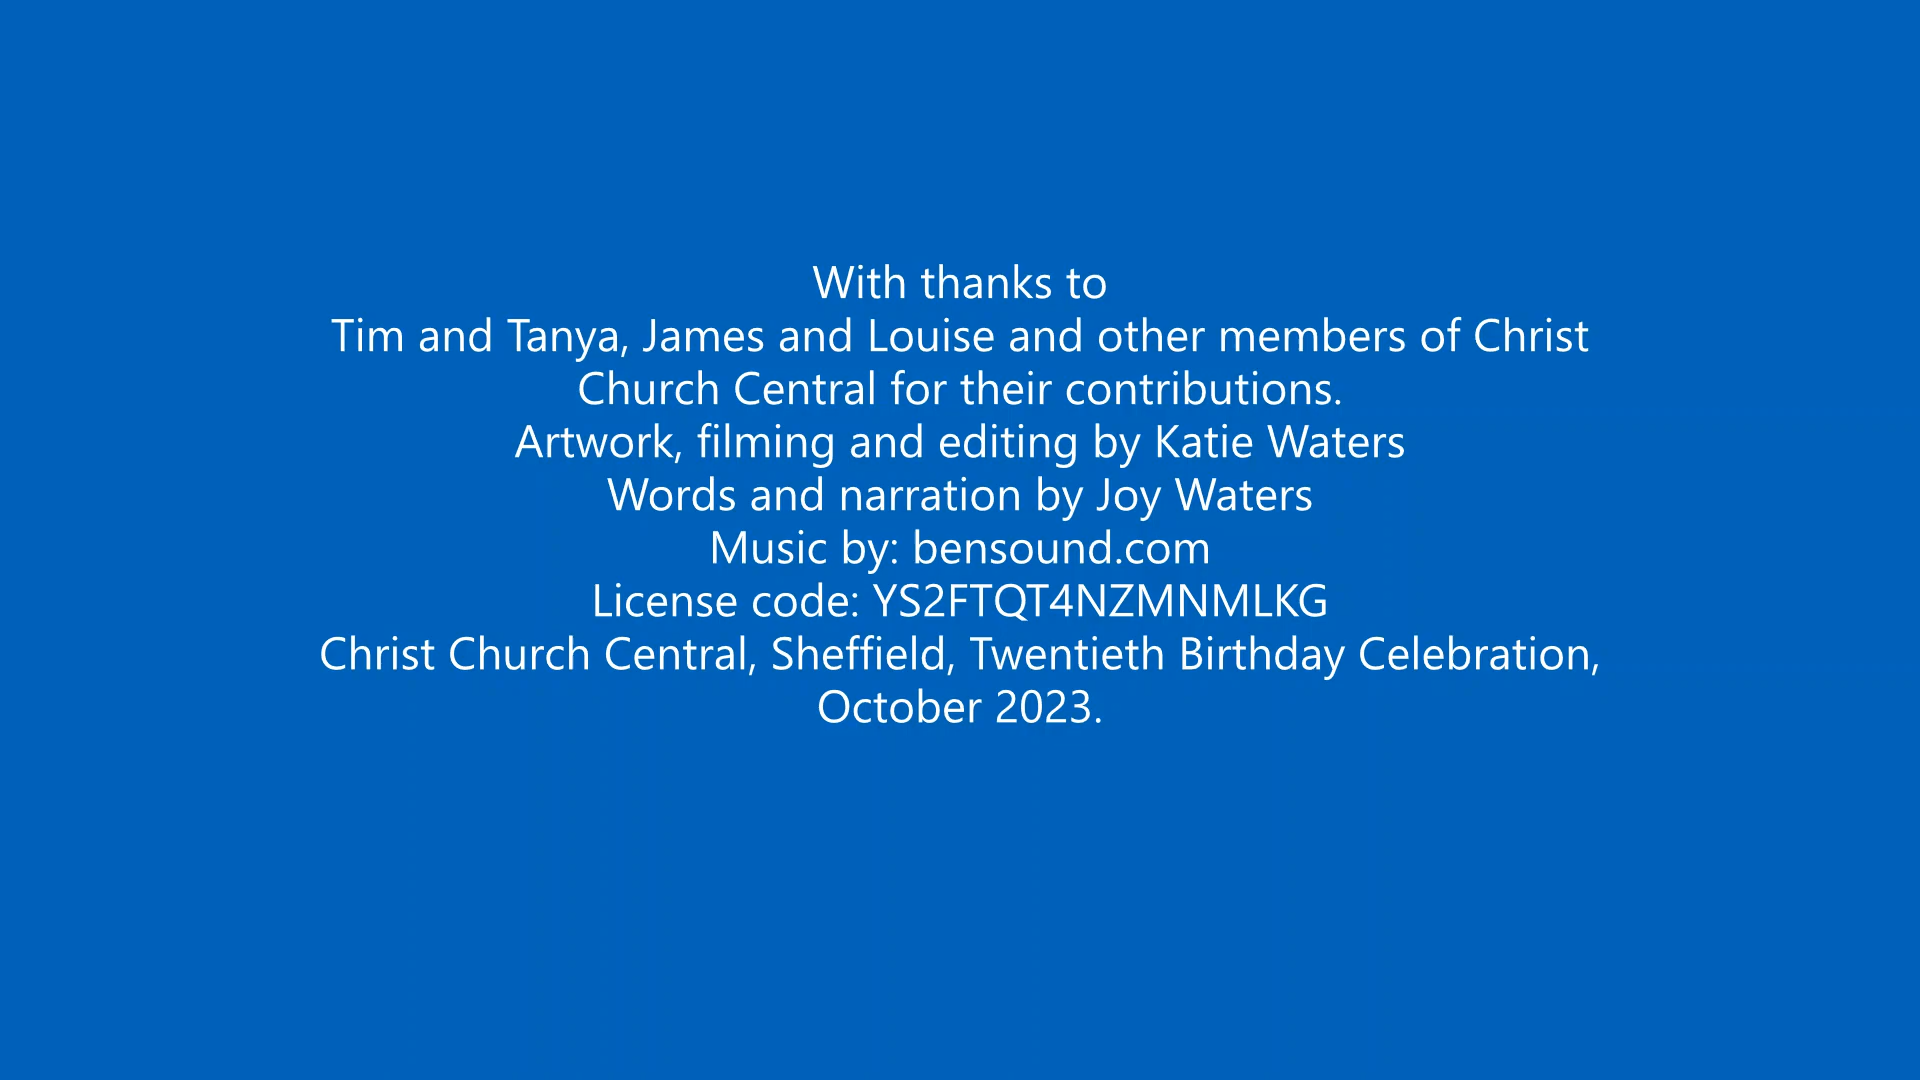 With thanks to
Tim and Tanya, James and Louise and other members of Christ
Church Central for their contributions.
Artwork, filming and editing by Katie Waters
Words and narration by Joy Waters
Music by: bensound.com
License code: YS2FTQT4NZMNMLKG
Christ Church Central, Sheffield, Twentieth Birthday Celebration,
October 2023.